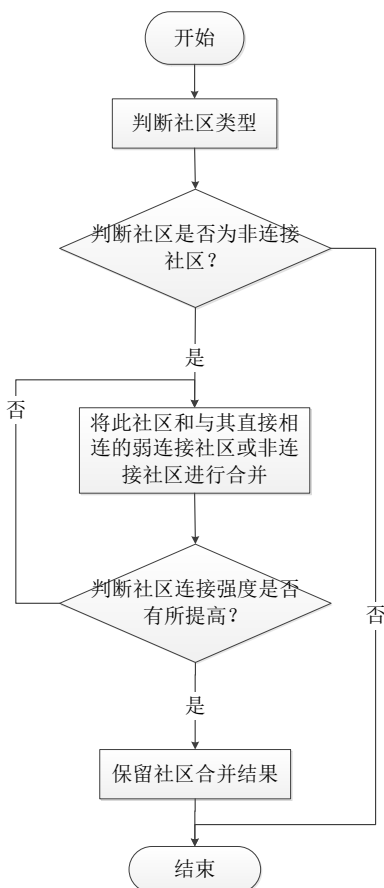 开始
判断社区类型
判断社区是否为非连接
社区？
是
否
将此社区和与其直接相
连的弱连接社区或非连
接社区进行合并
判断社区连接强度是否
有所提高？
否
是
保留社区合并结果
结束